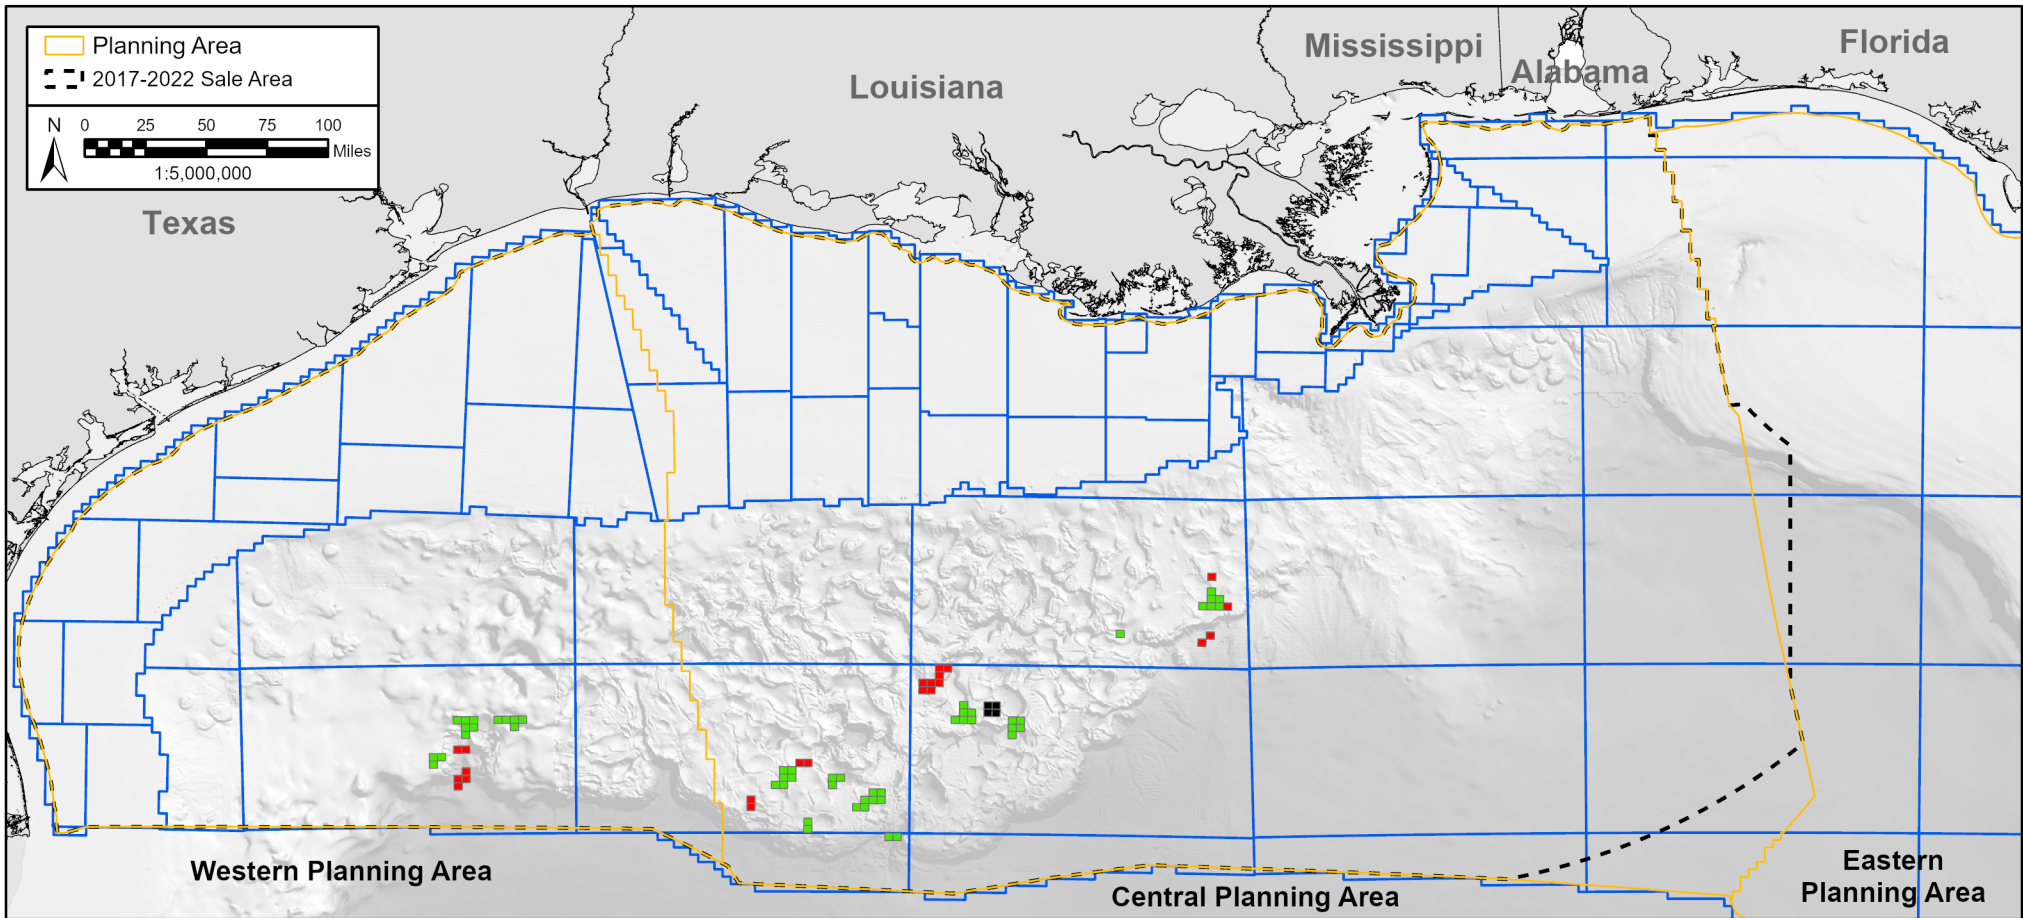 Planning Area
2017-2022 Sale Area
N
0 25 50 75 100
Miles
1:5,000,000
Texas
Louisiana
Mississippi
Alabama
Florida
Western Planning Area
Central Planning Area
Eastern
Planning Area